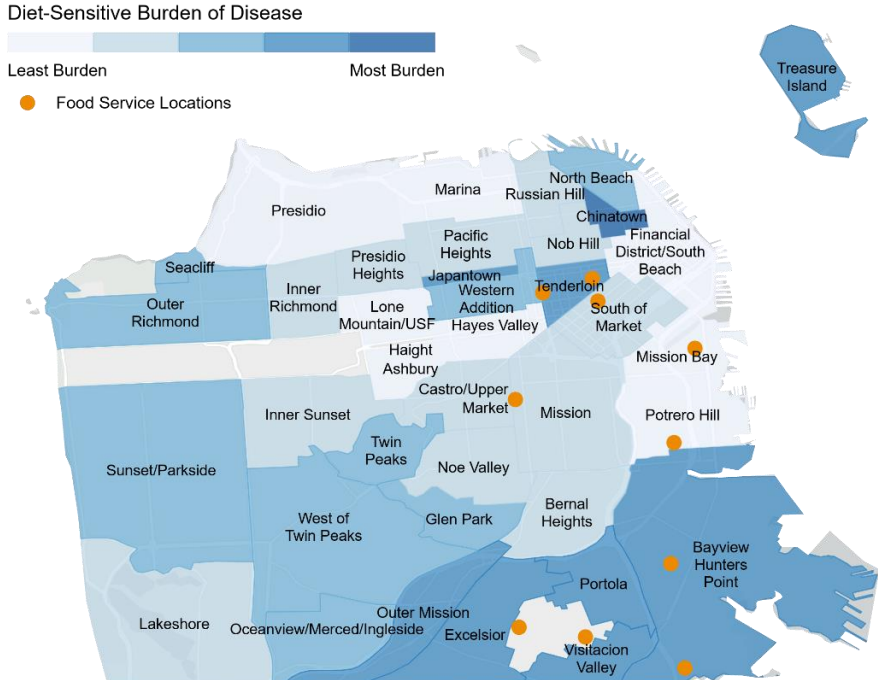 Diet-Sensitive Burden of Disease
Least Burden
Most Burden
Food Service Locations
Treasure
Island
North Beach
Marina
Russian Hill
Presidio
Chinatown
Financial
District/South
Beach
Pacific
Heights
Nob Hill
Presidio
Heights
Seacliff
Japantown
Tenderloin
Inner
Richmond
Western
Addition
Outer
Richmond
Lone
Mountain/USF
South of
Market
Hayes Valley
Haight
Ashbury
Mission Bay
Castro/Upper
Market
Inner Sunset
Mission
Potrero Hill
Twin
Peaks
Sunset/Parkside
Noe Valley
Bernal
Heights
West of
Twin Peaks
Glen Park
Bayview
Hunters
Point
Portola
Outer Mission
Lakeshore
Oceanview/Merced/Ingleside
Excelsior
Visitacion
Valley